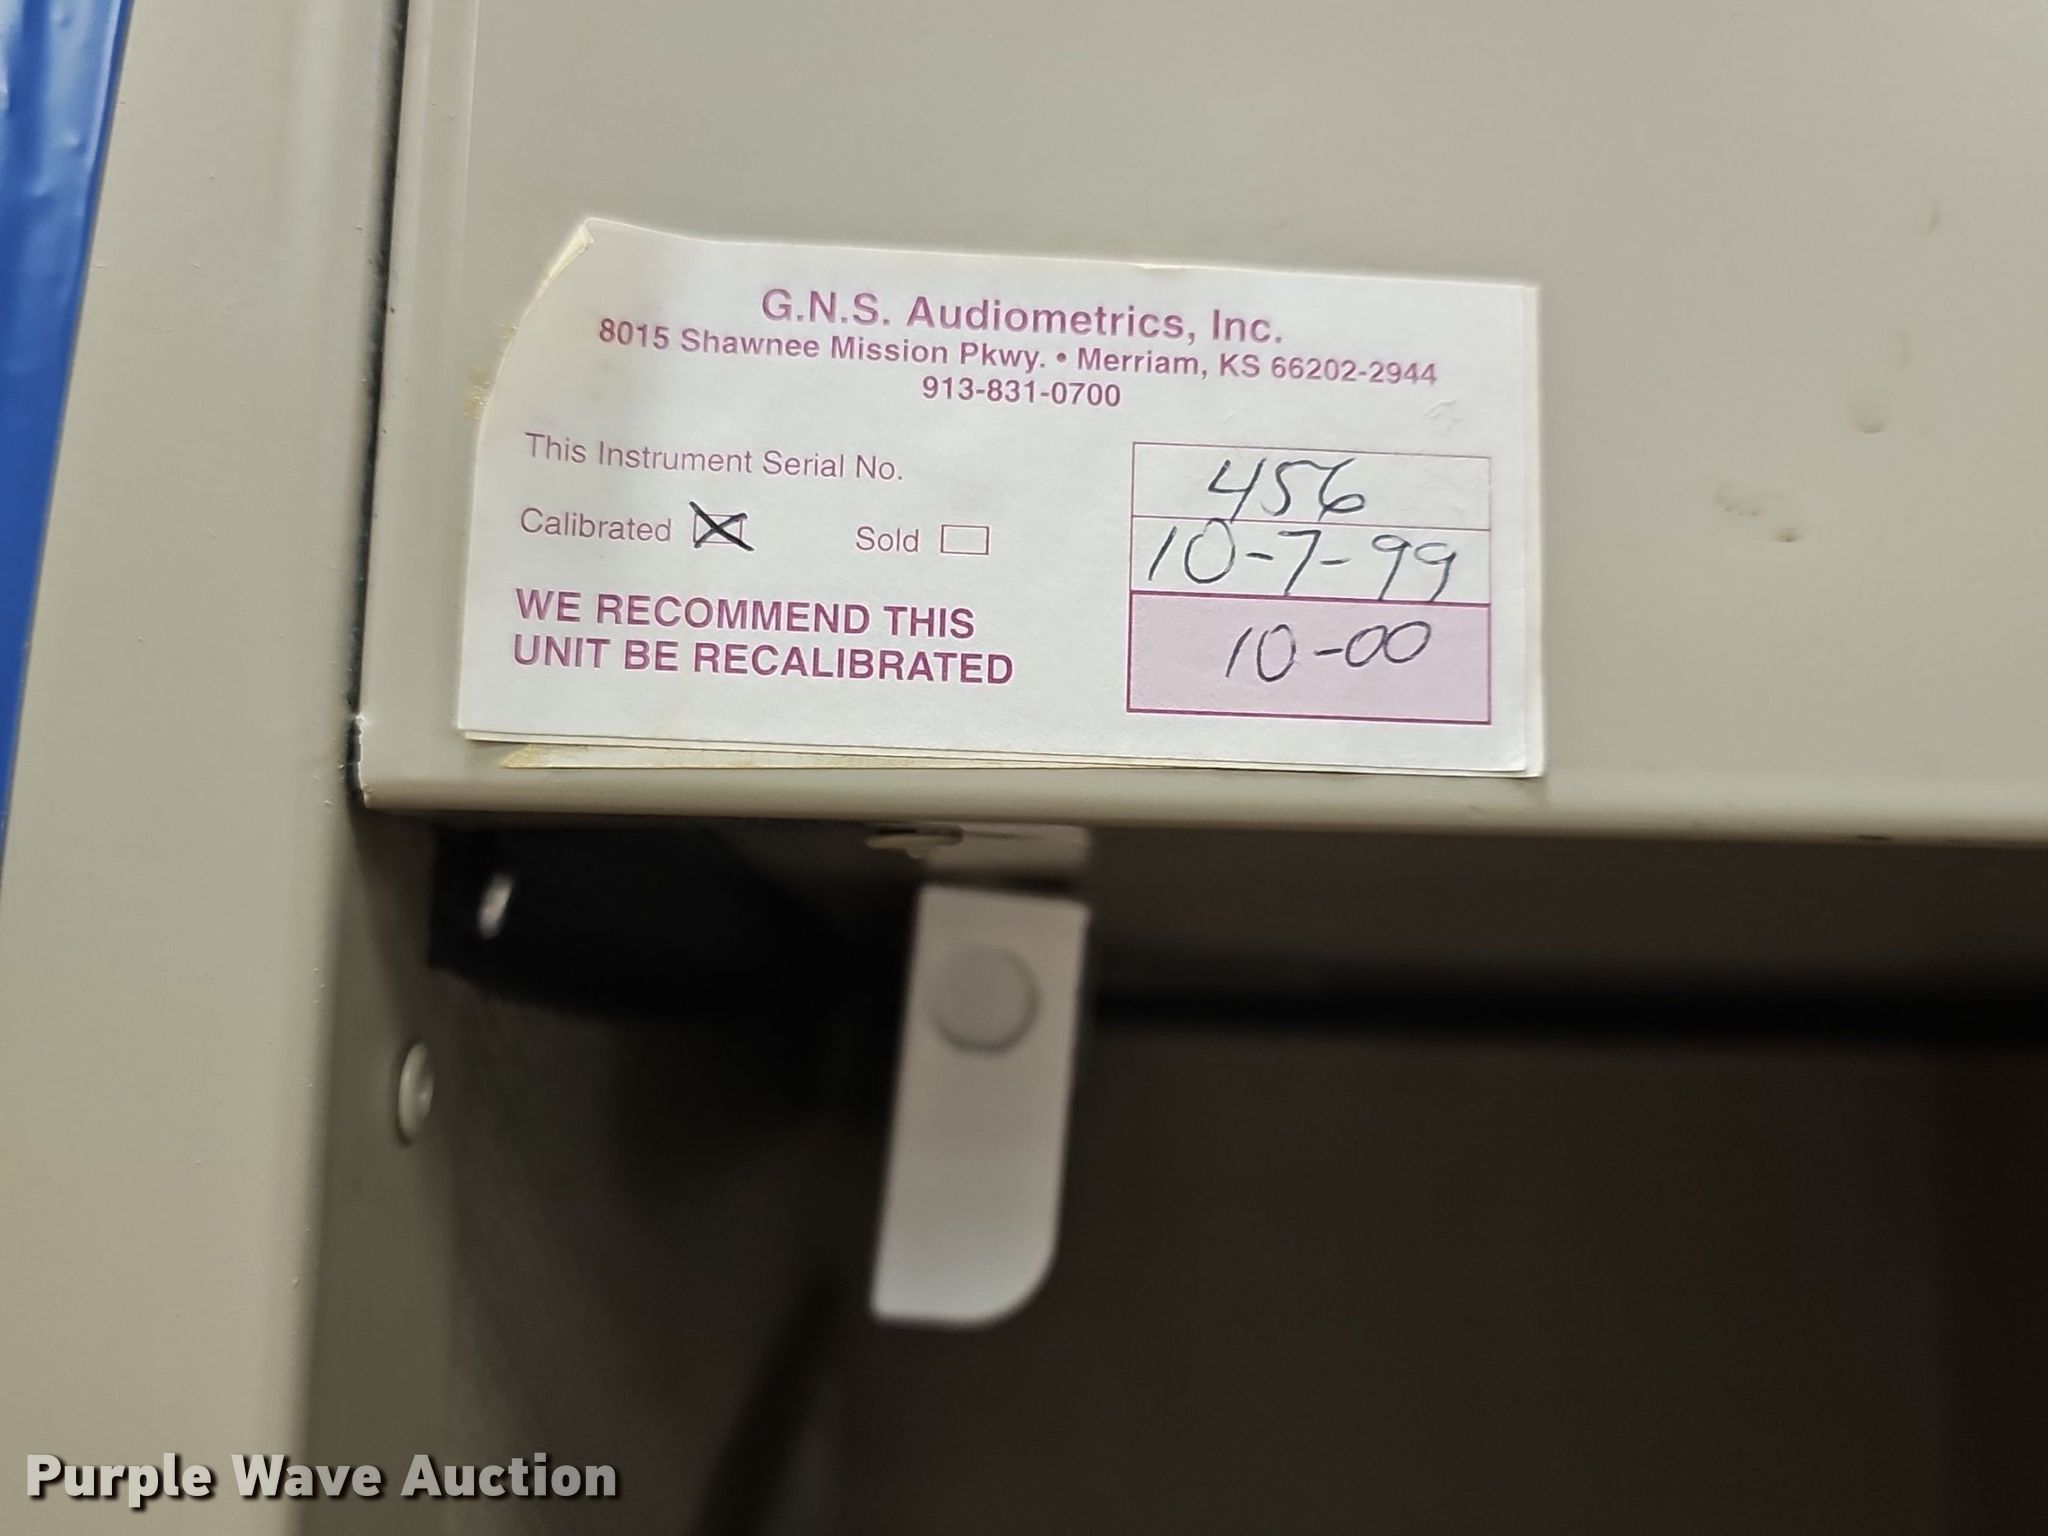 G.N.S. Audiometrics, Inc.
8015 Shawnee Mission Pkwy. • Merriam, KS 66202-2944
913-831-0700
This Instrument Serial No. 456
Calibrated Sold 10-7-99
WE RECOMMEND THIS
UNIT BE RECALIBRATED 10-00
Purple Wave Auction